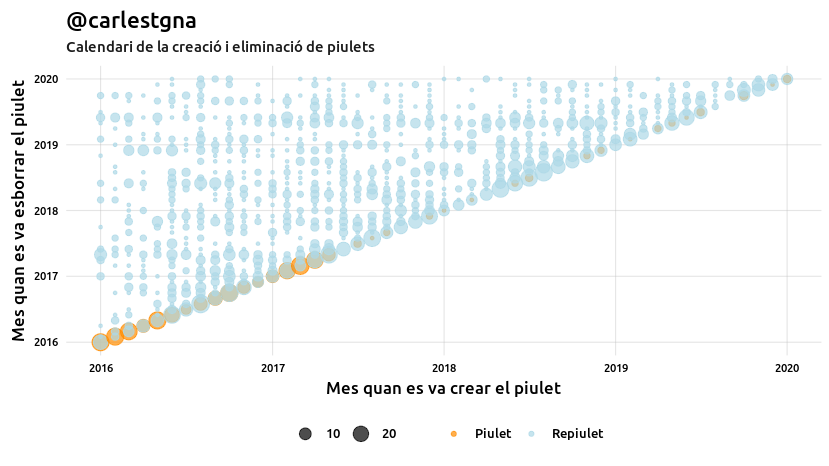 @carlestgna
Calendari de la creació i eliminació de piulets
Mes quan es va esborrar el piulet
2020
2019
2018
2017
2016
2016 2017 2018 2019 2020
Mes quan es va crear el piulet
10 20 Piulet Repiulet